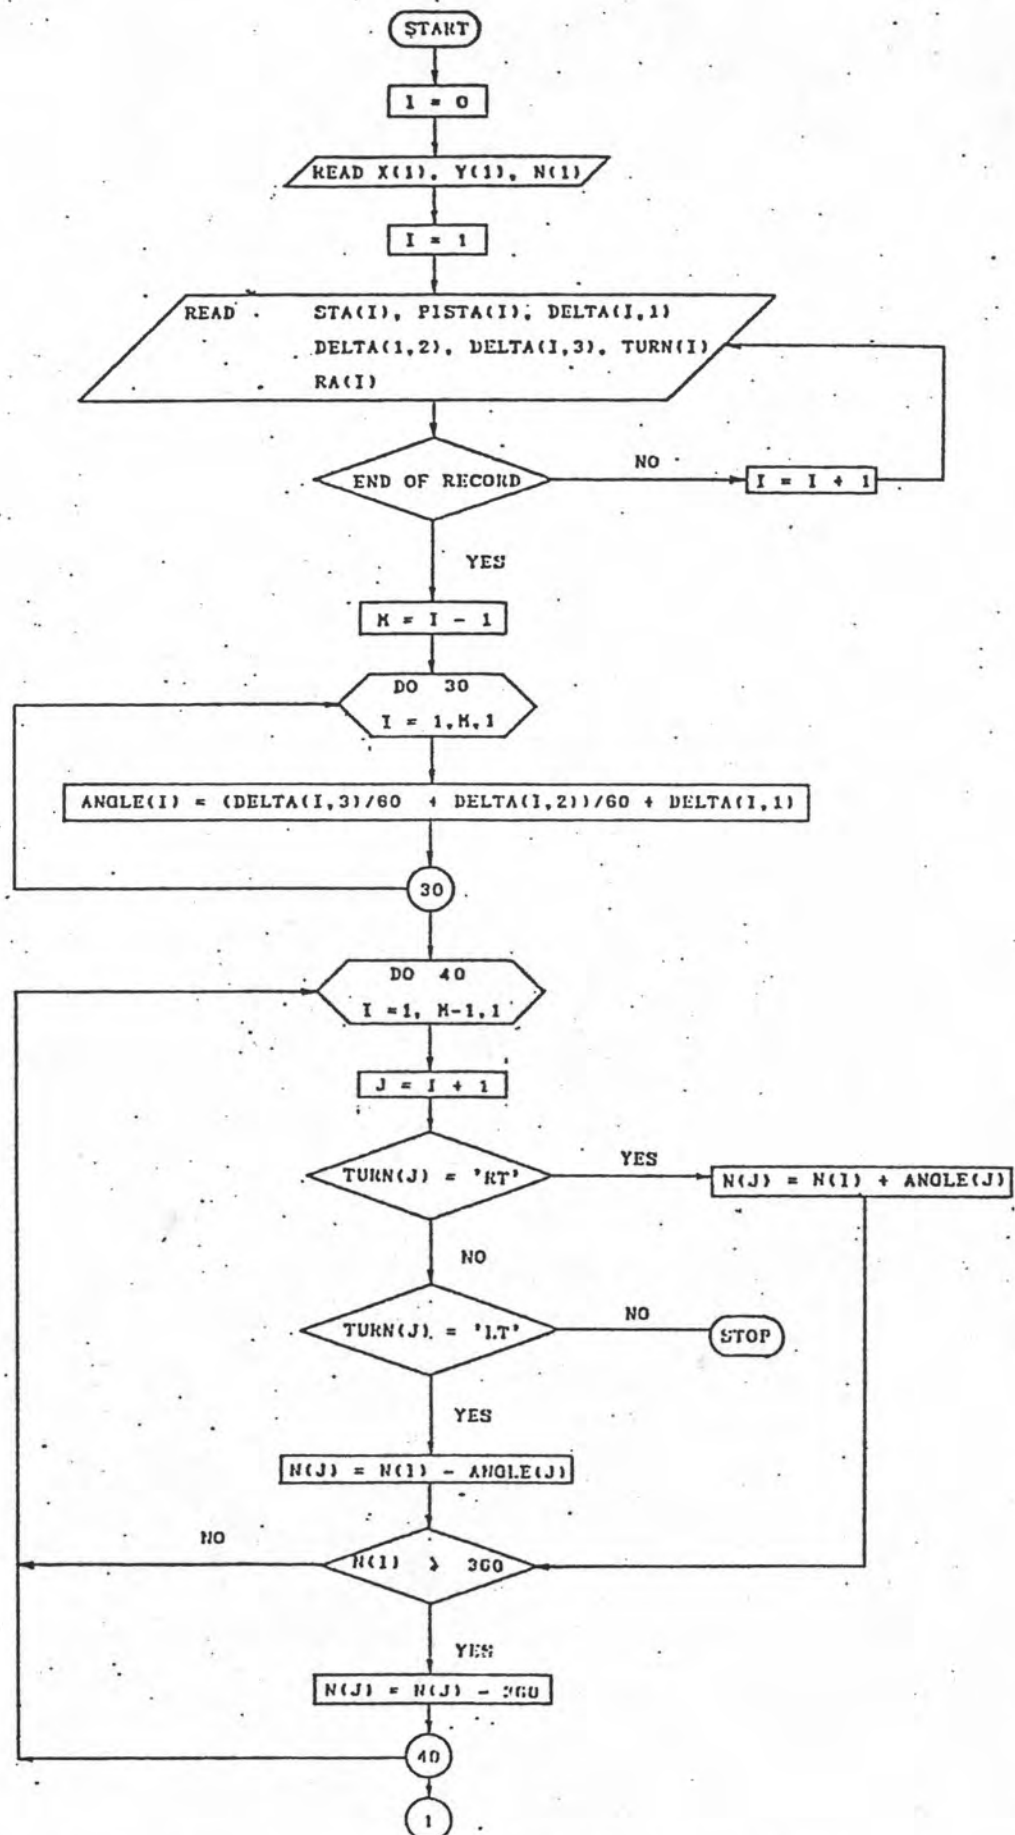 START
I = 0
READ X(1), Y(1), N(1)
I = 1
READ STA(I), PISTA(I), DELTA(I,1)
DELTA(1,2), DELTA(I,3), TURN(I)
RA(I)
END OF RECORD
NO
I = I + 1
YES
M = I - 1
DO 30
I = 1,M,1
ANGLE(I) = (DELTA(I,3)/60 + DELTA(I,2))/60 + DELTA(I,1)
30
DO 40
I =1, M-1,1
J = I + 1
TURN(J) = 'RT'
YES
N(J) = N(I) + ANGLE(J)
NO
TURN(J) = 'LT'
NO
STOP
YES
N(J) = N(I) - ANGLE(J)
NO
N(I) > 360
YES
N(J) = N(J) - 360
40
1